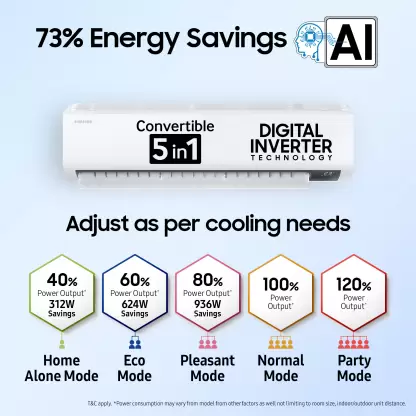 73% Energy Savings AI
SAMSUNG
Convertible
5 in 1
DIGITAL
INVERTER
TECHNOLOGY
Adjust as per cooling needs
40%
Power Output*
312W
Savings
60%
Power Output*
624W
Savings
80%
Power Output*
936W
Savings
100%
Power
Output*
120%
Power
Output*
Home
Alone Mode
Eco
Mode
Pleasant
Mode
Normal
Mode
Party
Mode
T&C apply. *Power consumption may vary from model from other factors as well not limiting to room size, indoor/outdoor unit distance.